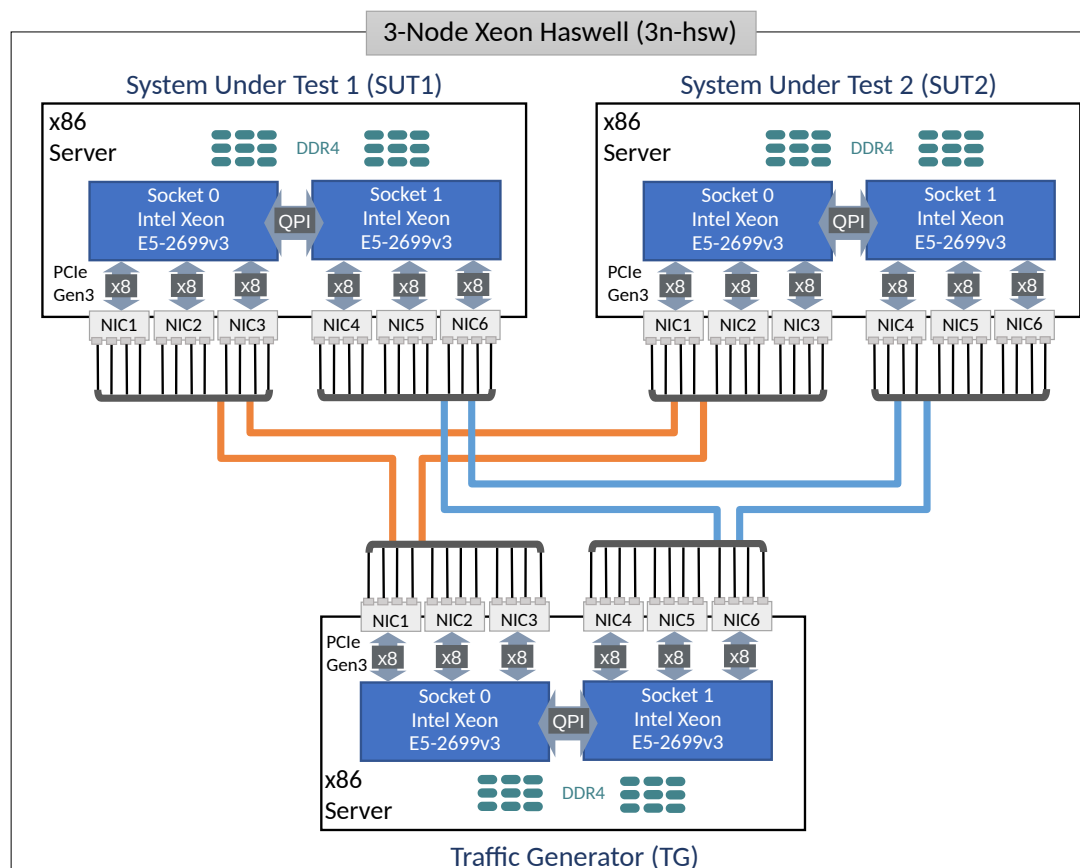 3-Node Xeon Haswell (3n-hsw)
System Under Test 1 (SUT1)
x86
Server
DDR4
Socket 0
Intel Xeon
E5-2699v3
QPI
Socket 1
Intel Xeon
E5-2699v3
PCIe
Gen3
x8
x8
x8
x8
x8
x8
NIC1
NIC2
NIC3
NIC4
NIC5
NIC6
System Under Test 2 (SUT2)
x86
Server
DDR4
Socket 0
Intel Xeon
E5-2699v3
QPI
Socket 1
Intel Xeon
E5-2699v3
PCIe
Gen3
x8
x8
x8
x8
x8
x8
NIC1
NIC2
NIC3
NIC4
NIC5
NIC6
NIC1
NIC2
NIC3
NIC4
NIC5
NIC6
PCIe
Gen3
x8
x8
x8
x8
x8
x8
Socket 0
Intel Xeon
E5-2699v3
QPI
Socket 1
Intel Xeon
E5-2699v3
x86
Server
DDR4
Traffic Generator (TG)